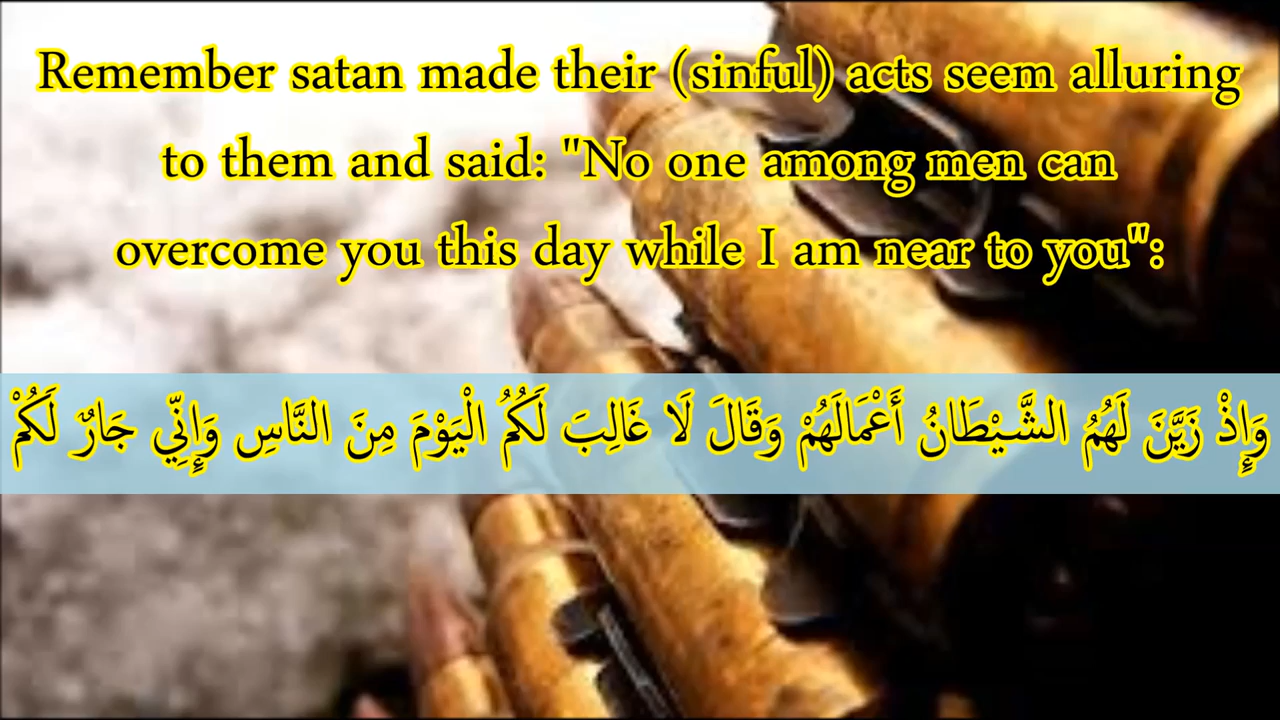 Remember satan made their (sinful) acts seem alluring
to them and said: "No one among men can
overcome you this day while I am near to you":
وَإِذْ زَيَّنَ لَهُمُ الشَّيْطَانُ أَعْمَالَهُمْ وَقَالَ لَا غَالِبَ لَكُمُ الْيَوْمَ مِنَ النَّاسِ وَإِنِّي جَارٌ لَكُمْ